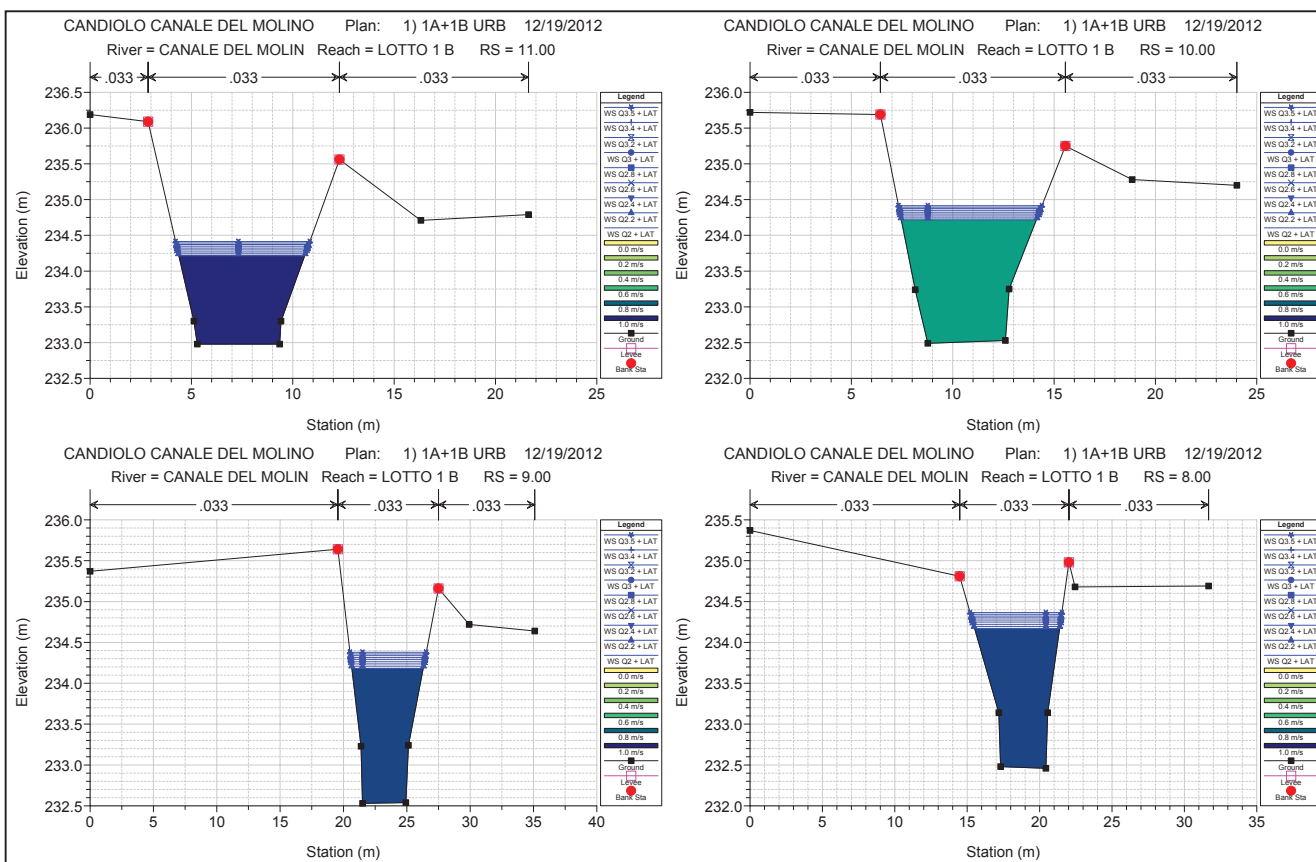 CANDIOLO CANALE DEL MOLINO Plan: 1) 1A+1B URB 12/19/2012
River = CANALE DEL MOLIN Reach = LOTTO 1 B RS = 11.00
.033 .033 .033
236.5
236.0
235.5
235.0
234.5
234.0
233.5
233.0
232.5
0 5 10 15 20 25
Station (m)
Elevation (m)
Legend
WS Q3.5 + LAT
WS Q3.4 + LAT
WS Q3.2 + LAT
WS Q3 + LAT
WS Q2.8 + LAT
WS Q2.6 + LAT
WS Q2.4 + LAT
WS Q2.2 + LAT
WS Q2 + LAT
0.0 m/s
0.2 m/s
0.4 m/s
0.6 m/s
0.8 m/s
1.0 m/s
Ground
Levee
Bank Sta
CANDIOLO CANALE DEL MOLINO Plan: 1) 1A+1B URB 12/19/2012
River = CANALE DEL MOLIN Reach = LOTTO 1 B RS = 10.00
.033 .033 .033
236.0
235.5
235.0
234.5
234.0
233.5
233.0
232.5
232.0
0 5 10 15 20 25
Station (m)
Elevation (m)
Legend
WS Q3.5 + LAT
WS Q3.4 + LAT
WS Q3.2 + LAT
WS Q3 + LAT
WS Q2.8 + LAT
WS Q2.6 + LAT
WS Q2.4 + LAT
WS Q2.2 + LAT
WS Q2 + LAT
0.0 m/s
0.2 m/s
0.4 m/s
0.6 m/s
0.8 m/s
1.0 m/s
Ground
Levee
Bank Sta
CANDIOLO CANALE DEL MOLINO Plan: 1) 1A+1B URB 12/19/2012
River = CANALE DEL MOLIN Reach = LOTTO 1 B RS = 9.00
.033 .033 .033
236.0
235.5
235.0
234.5
234.0
233.5
233.0
232.5
0 5 10 15 20 25 30 35 40
Station (m)
Elevation (m)
Legend
WS Q3.5 + LAT
WS Q3.4 + LAT
WS Q3.2 + LAT
WS Q3 + LAT
WS Q2.8 + LAT
WS Q2.6 + LAT
WS Q2.4 + LAT
WS Q2.2 + LAT
WS Q2 + LAT
0.0 m/s
0.2 m/s
0.4 m/s
0.6 m/s
0.8 m/s
1.0 m/s
Ground
Levee
Bank Sta
CANDIOLO CANALE DEL MOLINO Plan: 1) 1A+1B URB 12/19/2012
River = CANALE DEL MOLIN Reach = LOTTO 1 B RS = 8.00
.033 .033 .033
235.5
235.0
234.5
234.0
233.5
233.0
232.5
232.0
0 5 10 15 20 25 30 35
Station (m)
Elevation (m)
Legend
WS Q3.5 + LAT
WS Q3.4 + LAT
WS Q3.2 + LAT
WS Q3 + LAT
WS Q2.8 + LAT
WS Q2.6 + LAT
WS Q2.4 + LAT
WS Q2.2 + LAT
WS Q2 + LAT
0.0 m/s
0.2 m/s
0.4 m/s
0.6 m/s
0.8 m/s
1.0 m/s
Ground
Levee
Bank Sta